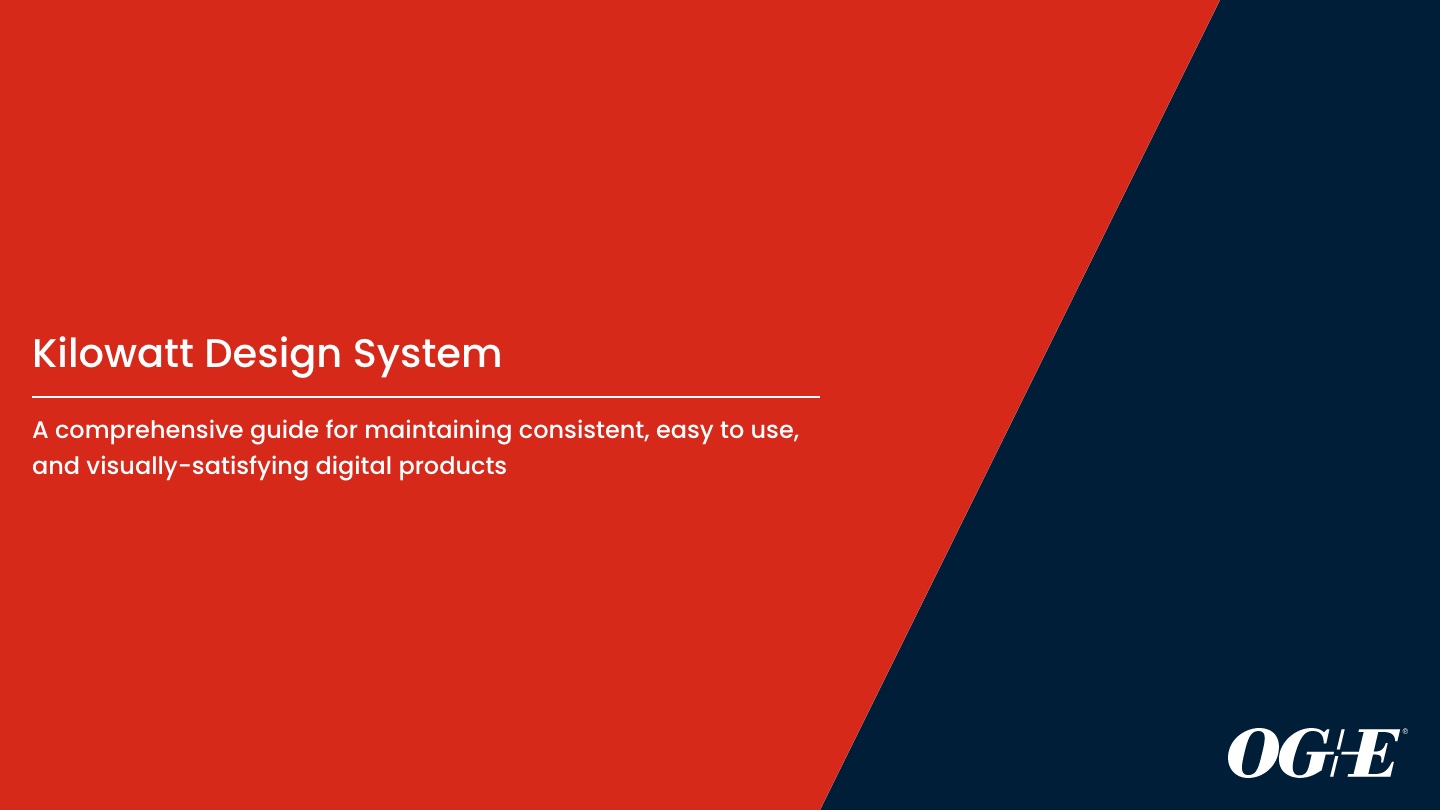 Kilowatt Design System
A comprehensive guide for maintaining consistent, easy to use,
and visually-satisfying digital products
OG+E®